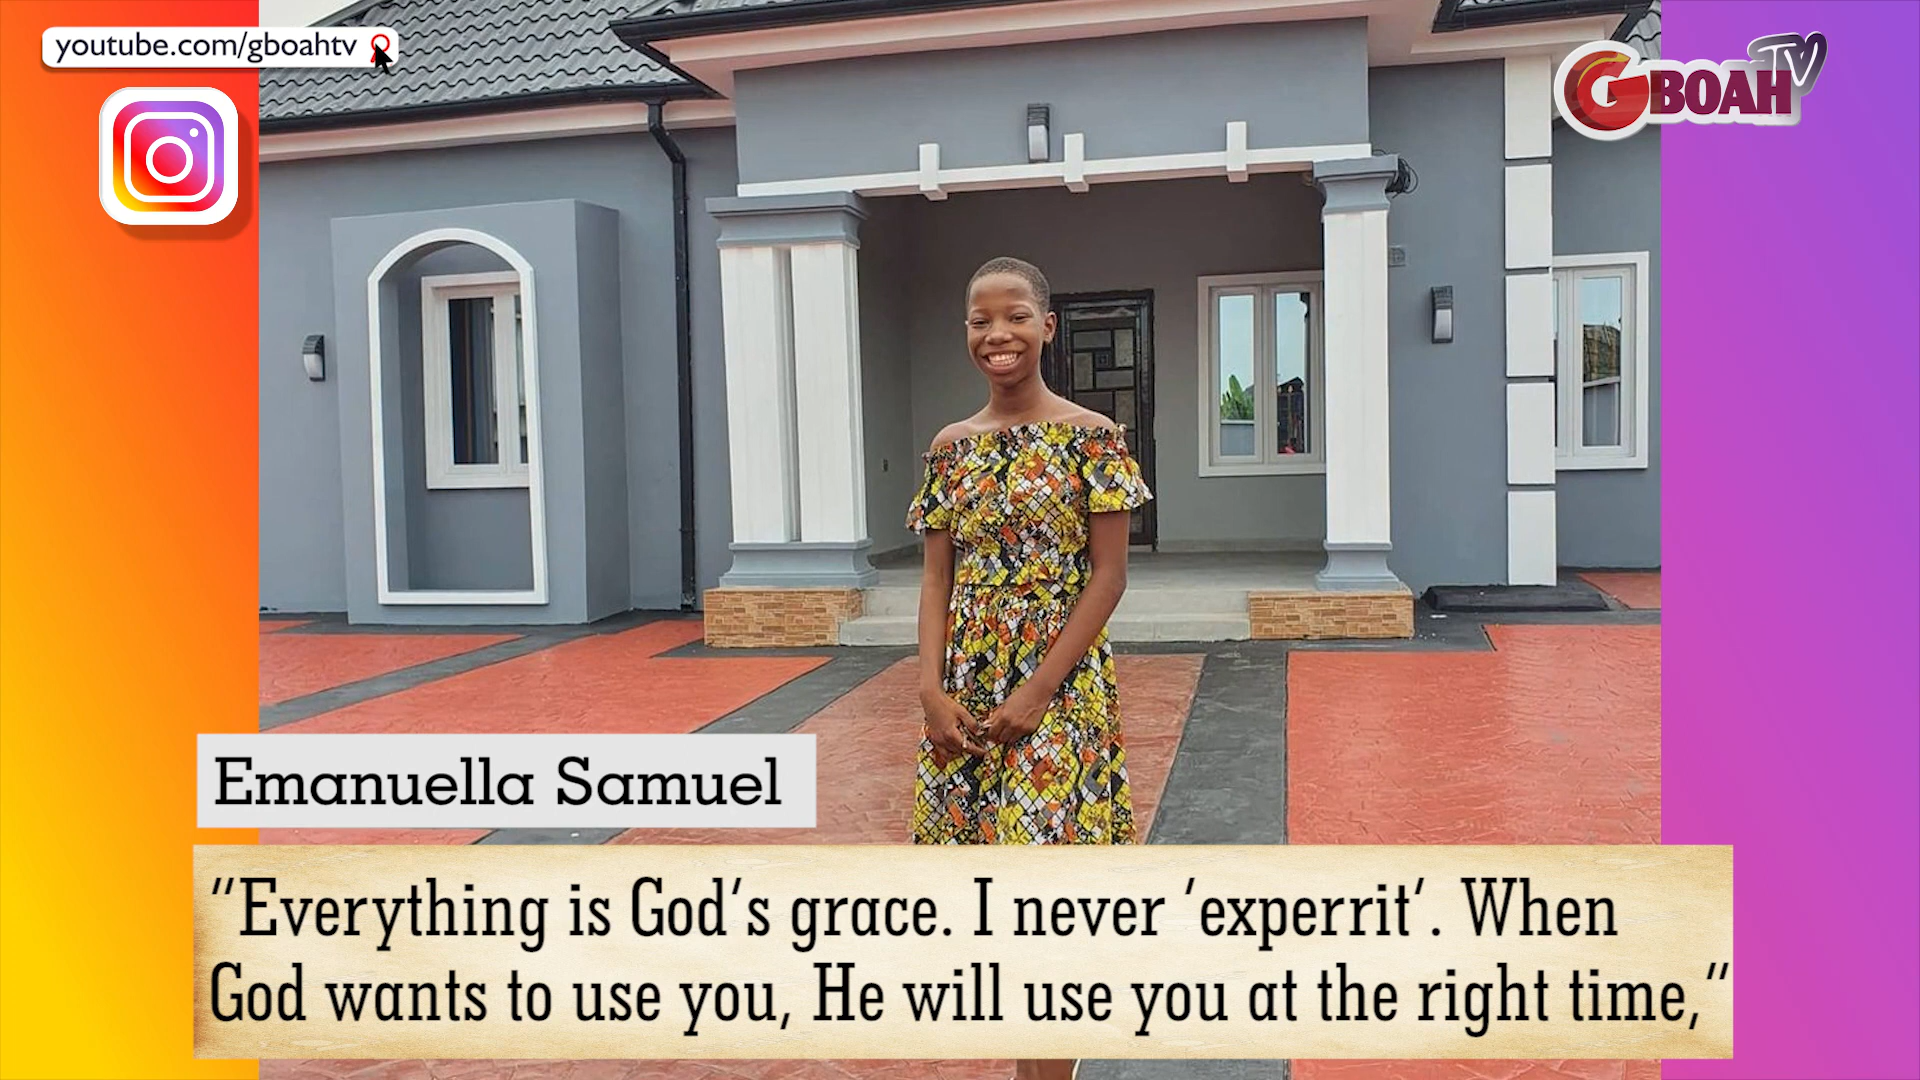 youtube.com/gboahtv
GBOAH TV
Emanuella Samuel
“Everything is God‘s grace. I never ‘experrit’. When
God wants to use you, He will use you at the right time,”